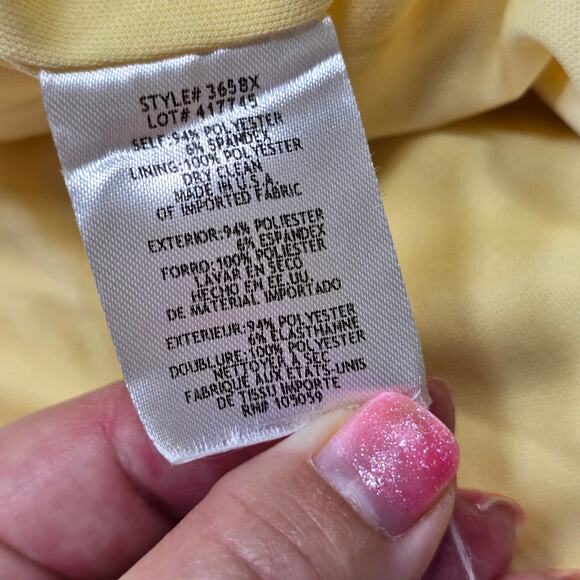 STYLE# 3658X
LOT# 417745
SELF:94% POLYESTER
6% SPANDEX
LINING:100% POLYESTER
DRY CLEAN
MADE IN U.S.A.
OF IMPORTED FABRIC
EXTERIOR:94% POLIESTER
6% ESPANDEX
FORRO:100% POLIESTER
LAVAR EN SECO
HECHO EN EE UU.
DE MATERIAL IMPORTADO
EXTERIEUR:94% POLYESTER
6% ELASTHANNE
DOUBLURE:100% POLYESTER
NETTOYER A SEC
FABRIQUE AUX ETATS-UNIS
DE TISSU IMPORTE
RN# 105059